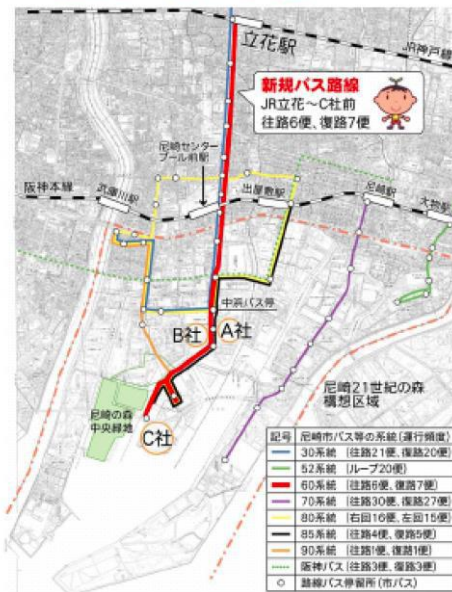 立花駅
JR神戸線
新規バス路線
JR立花～C社前
往路6便、復路7便
尼崎センター
プール前駅
阪神本線
武庫川駅
出屋敷駅
尼崎駅
大物駅
中浜バス停
B社
A社
尼崎21世紀の森
構想区域
尼崎の森
中央緑地
C社
記号 尼崎市バス等の系統(運行頻度)
30系統 (往路21便、復路20便)
52系統 (ループ20便)
60系統 (往路6便、復路7便)
70系統 (往路30便、復路27便)
80系統 (右回16便、左回15便)
85系統 (往路4便、復路5便)
90系統 (往路1便、復路1便)
阪神バス (往路3便、復路3便)
路線バス停留所(市バス)